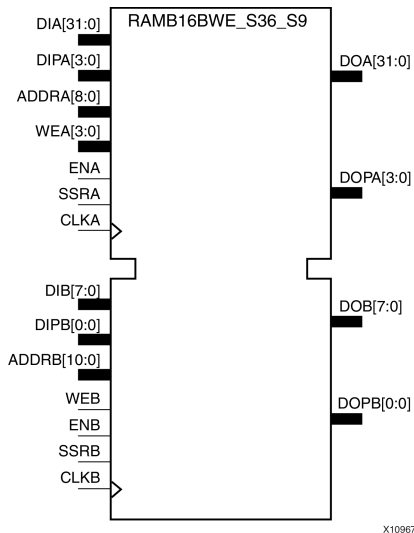 RAMB16BWE_S36_S9
DIA[31:0]
DIPA[3:0]
ADDRA[8:0]
WEA[3:0]
ENA
SSRA
CLKA
DOA[31:0]
DOPA[3:0]
DIB[7:0]
DIPB[0:0]
ADDRB[10:0]
WEB
ENB
SSRB
CLKB
DOB[7:0]
DOPB[0:0]
X10967